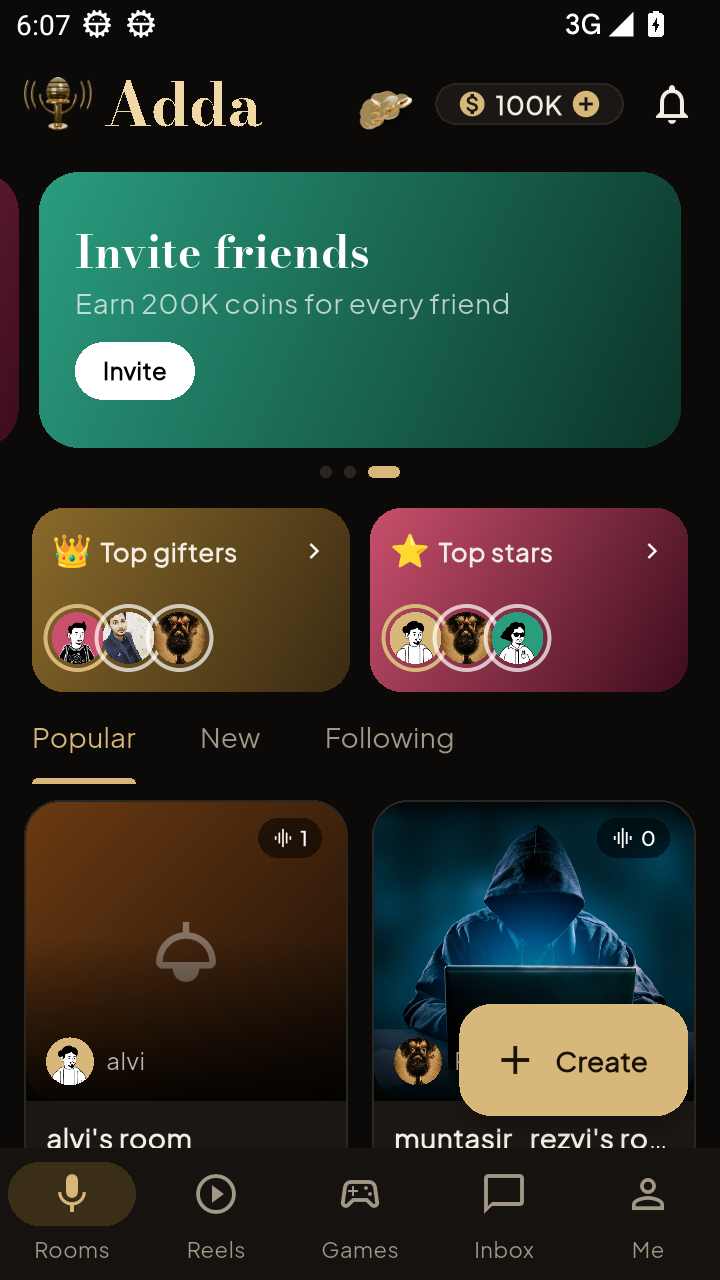 6:07
3G
Adda
100K
Invite friends
Earn 200K coins for every friend
Invite
Top gifters
Top stars
Popular
New
Following
1
0
alvi
Create
alvi's room
muntasir_rezvi's ro...
Rooms
Reels
Games
Inbox
Me